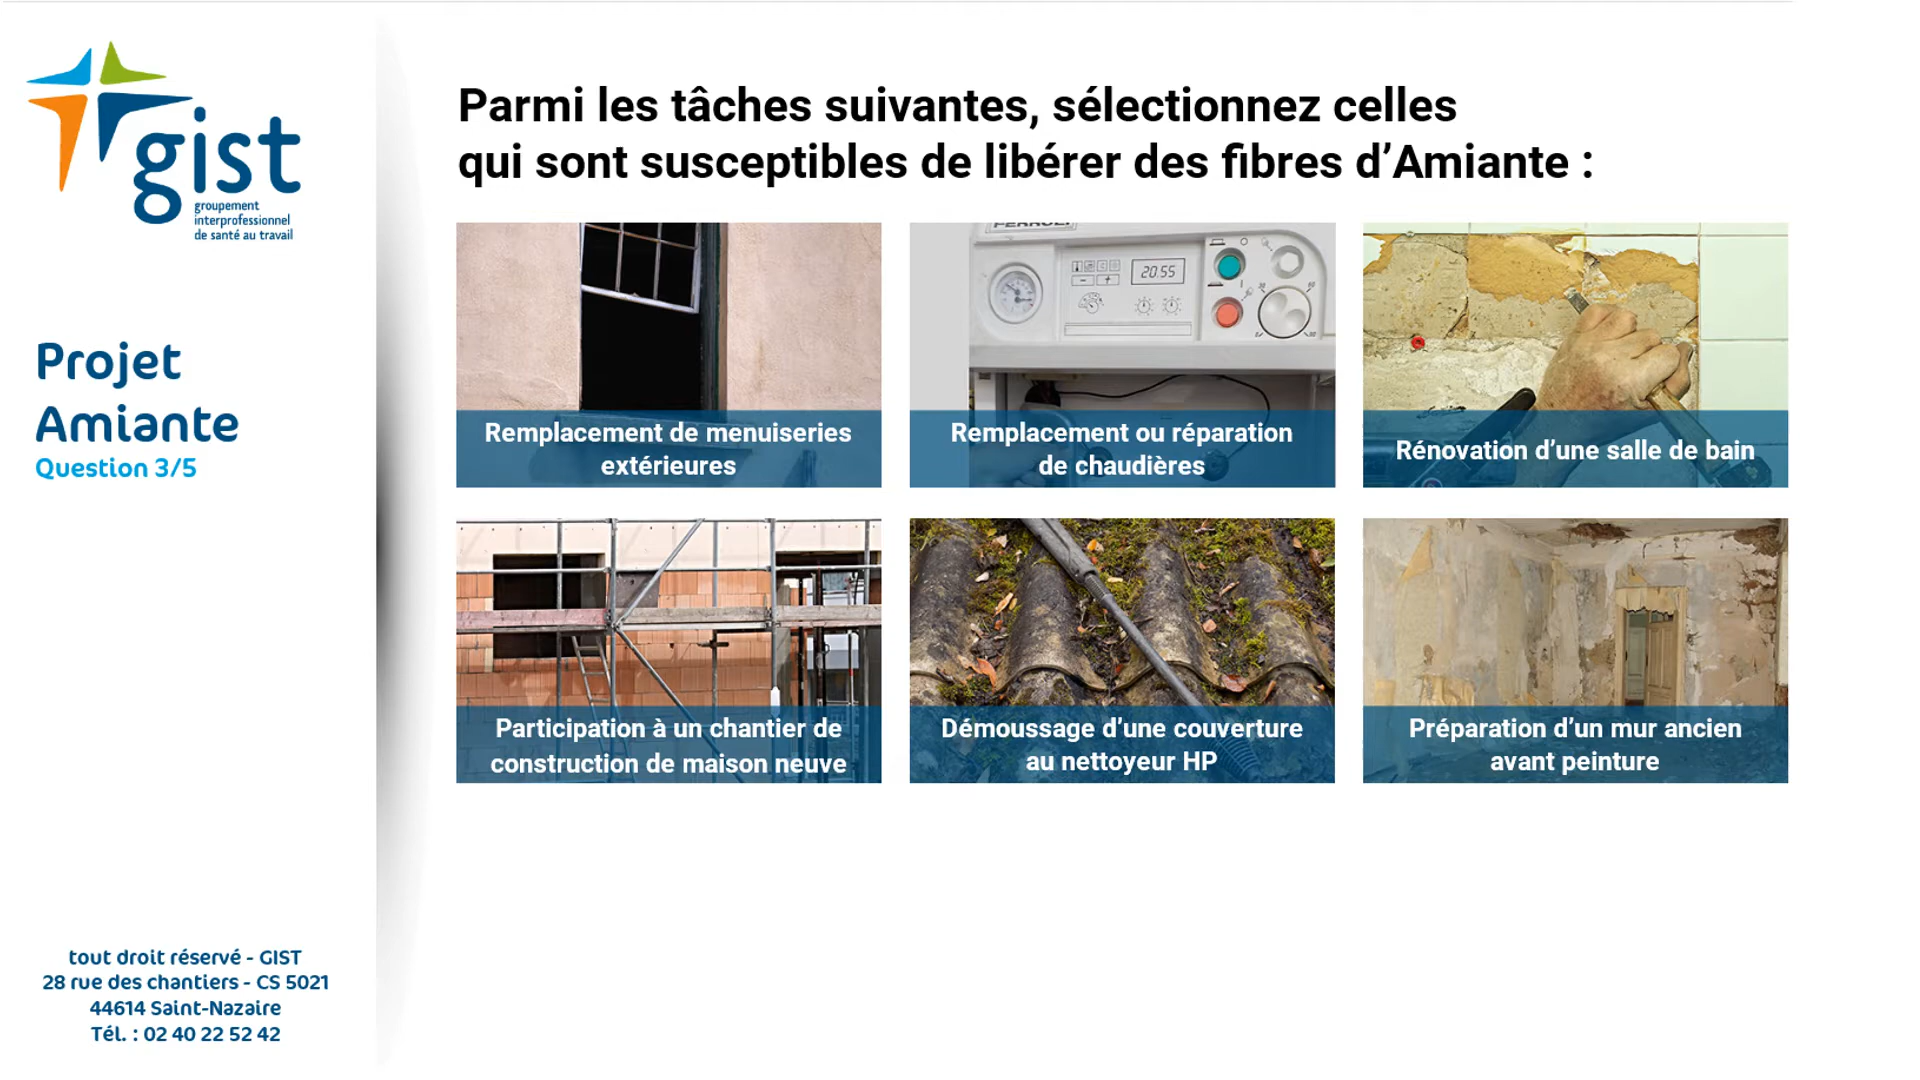 gist
groupement
interprofessionnel
de santé au travail
Projet
Amiante
Question 3/5
tout droit réservé - GIST
28 rue des chantiers - CS 5021
44614 Saint-Nazaire
Tél. : 02 40 22 52 42
Parmi les tâches suivantes, sélectionnez celles
qui sont susceptibles de libérer des fibres d’Amiante :
20:55
Remplacement de menuiseries
extérieures
Remplacement ou réparation
de chaudières
Rénovation d’une salle de bain
Participation à un chantier de
construction de maison neuve
Démoussage d’une couverture
au nettoyeur HP
Préparation d’un mur ancien
avant peinture